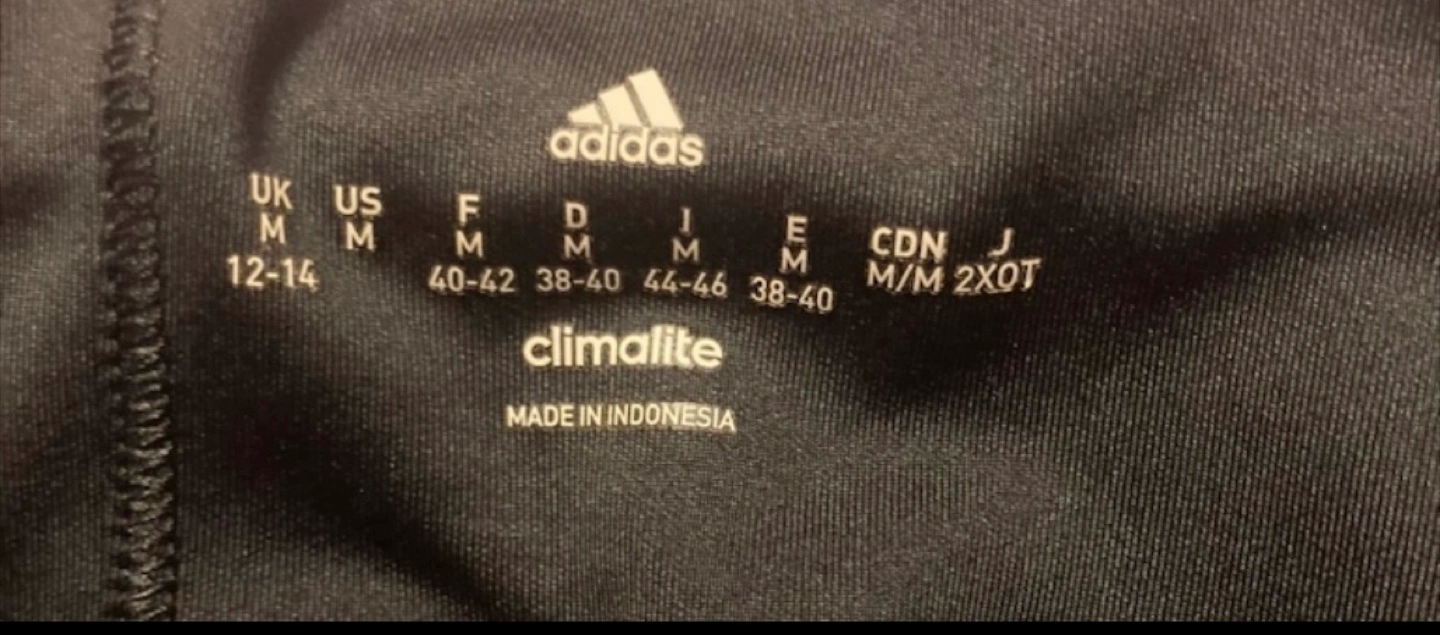 adidas
UK US F D I E CDN J
M M M M M M M/M 2XOT
12-14 40-42 38-40 44-46 38-40
climalite
MADE IN INDONESIA